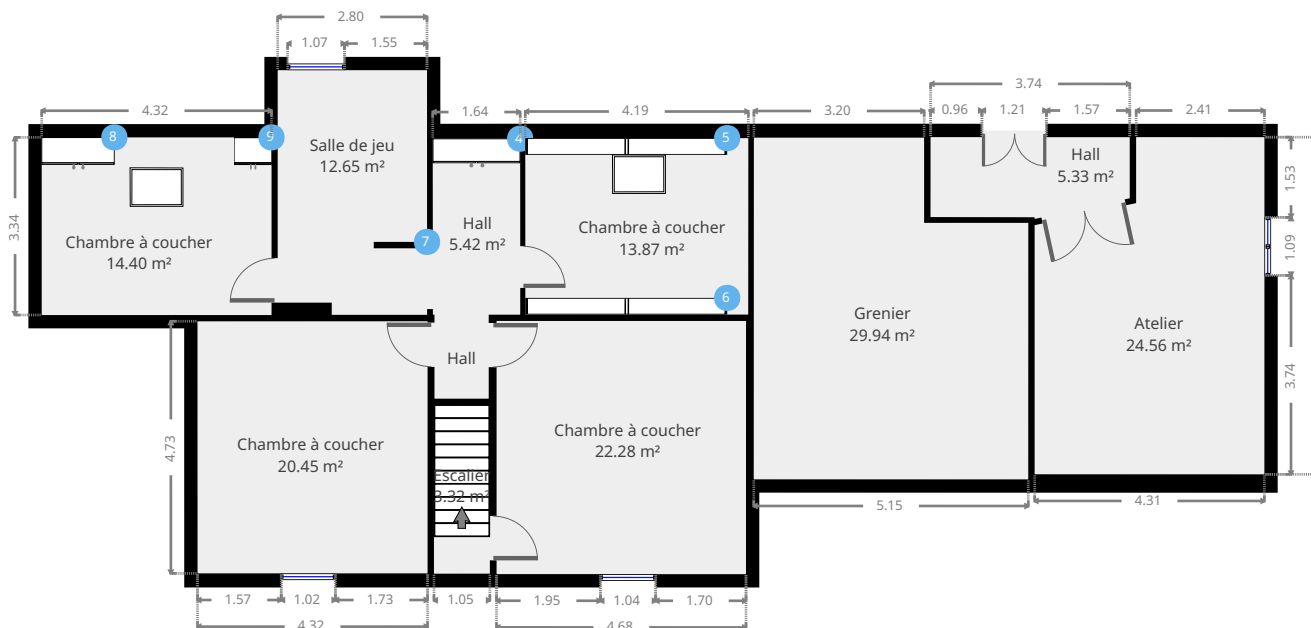 2.80
1.07
1.55
3.74
4.32
1.64
4.19
3.20
0.96
1.21
1.57
2.41
8
9
4
5
Salle de jeu
12.65 m²
Hall
5.33 m²
1.53
3.34
Chambre à coucher
14.40 m²
7
Hall
5.42 m²
Chambre à coucher
13.87 m²
1.09
6
Grenier
29.94 m²
Atelier
24.56 m²
Hall
3.74
4.73
Chambre à coucher
20.45 m²
Escalier
3.32 m²
Chambre à coucher
22.28 m²
5.15
4.31
1.57
1.02
1.73
1.05
1.95
1.04
1.70
4.32
4.68